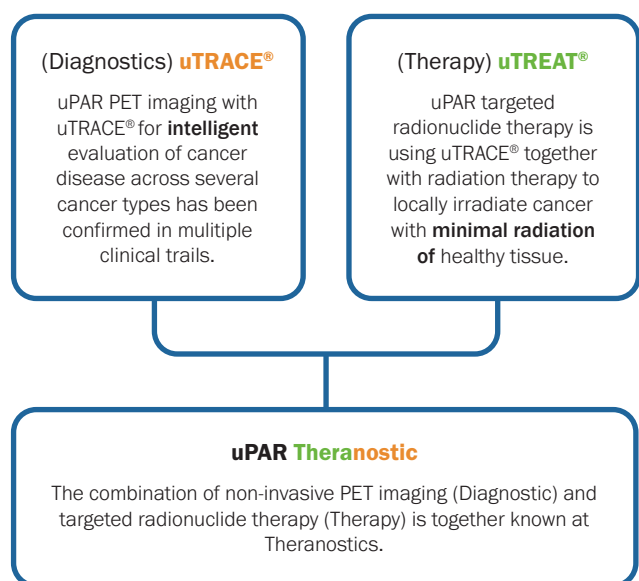 (Diagnostics) uTRACE®
uPAR PET imaging with
uTRACE® for intelligent
evaluation of cancer
disease across several
cancer types has been
confirmed in mulitiple
clinical trails.
(Therapy) uTREAT®
uPAR targeted
radionuclide therapy is
using uTRACE® together
with radiation therapy to
locally irradiate cancer
with minimal radiation
of healthy tissue.
uPAR Theranostic
The combination of non-invasive PET imaging (Diagnostic) and
targeted radionuclide therapy (Therapy) is together known at
Theranostics.